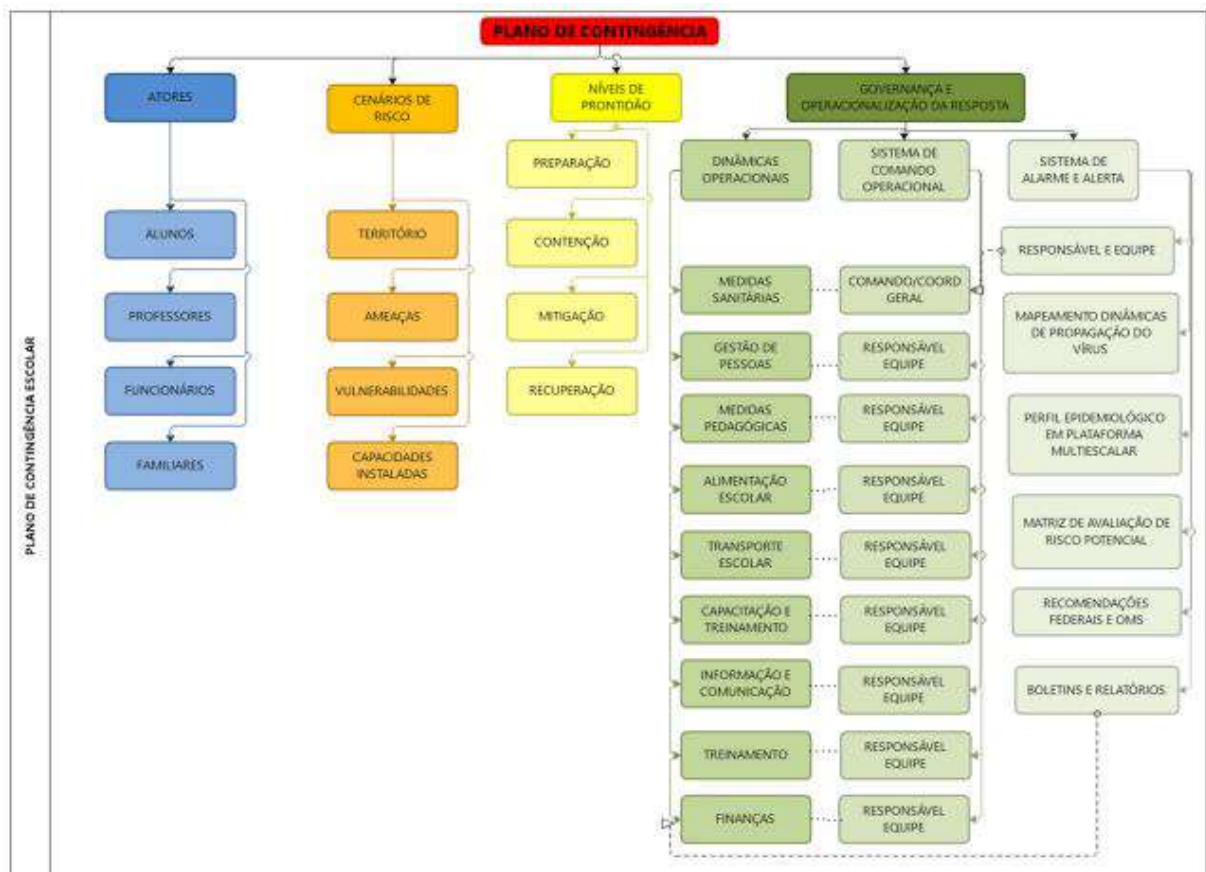 PLANO DE CONTINGÊNCIA ESCOLAR
PLANO DE CONTINGÊNCIA
ATORES
ALUNOS
PROFESSORES
FUNCIONÁRIOS
FAMILIARES
CENÁRIOS DE
RISCO
TERRITÓRIO
AMEAÇAS
VULNERABILIDADES
CAPACIDADES
INSTALADAS
NÍVEIS DE
PRONTIDÃO
PREPARAÇÃO
CONTENÇÃO
MITIGAÇÃO
RECUPERAÇÃO
GOVERNANÇA E
OPERACIONALIZAÇÃO DA RESPOSTA
DINÂMICAS
OPERACIONAIS
MEDIDAS
SANITÁRIAS
GESTÃO DE
PESSOAS
MEDIDAS
PEDAGÓGICAS
ALIMENTAÇÃO
ESCOLAR
TRANSPORTE
ESCOLAR
CAPACITAÇÃO E
TREINAMENTO
INFORMAÇÃO E
COMUNICAÇÃO
TREINAMENTO
FINANÇAS
SISTEMA DE
COMANDO
OPERACIONAL
COMANDO/COORD
GERAL
RESPONSÁVEL
EQUIPE
RESPONSÁVEL
EQUIPE
RESPONSÁVEL
EQUIPE
RESPONSÁVEL
EQUIPE
RESPONSÁVEL
EQUIPE
RESPONSÁVEL
EQUIPE
RESPONSÁVEL
EQUIPE
RESPONSÁVEL
EQUIPE
SISTEMA DE
ALARME E ALERTA
RESPONSÁVEL E EQUIPE
MAPEAMENTO DINÂMICAS
DE PROPAGAÇÃO DO
VÍRUS
PERFIL EPIDEMIOLÓGICO
EM PLATAFORMA
MULTIESCALAR
MATRIZ DE AVALIAÇÃO DE
RISCO POTENCIAL
RECOMENDAÇÕES
FEDERAIS E OMS
BOLETINS E RELATÓRIOS